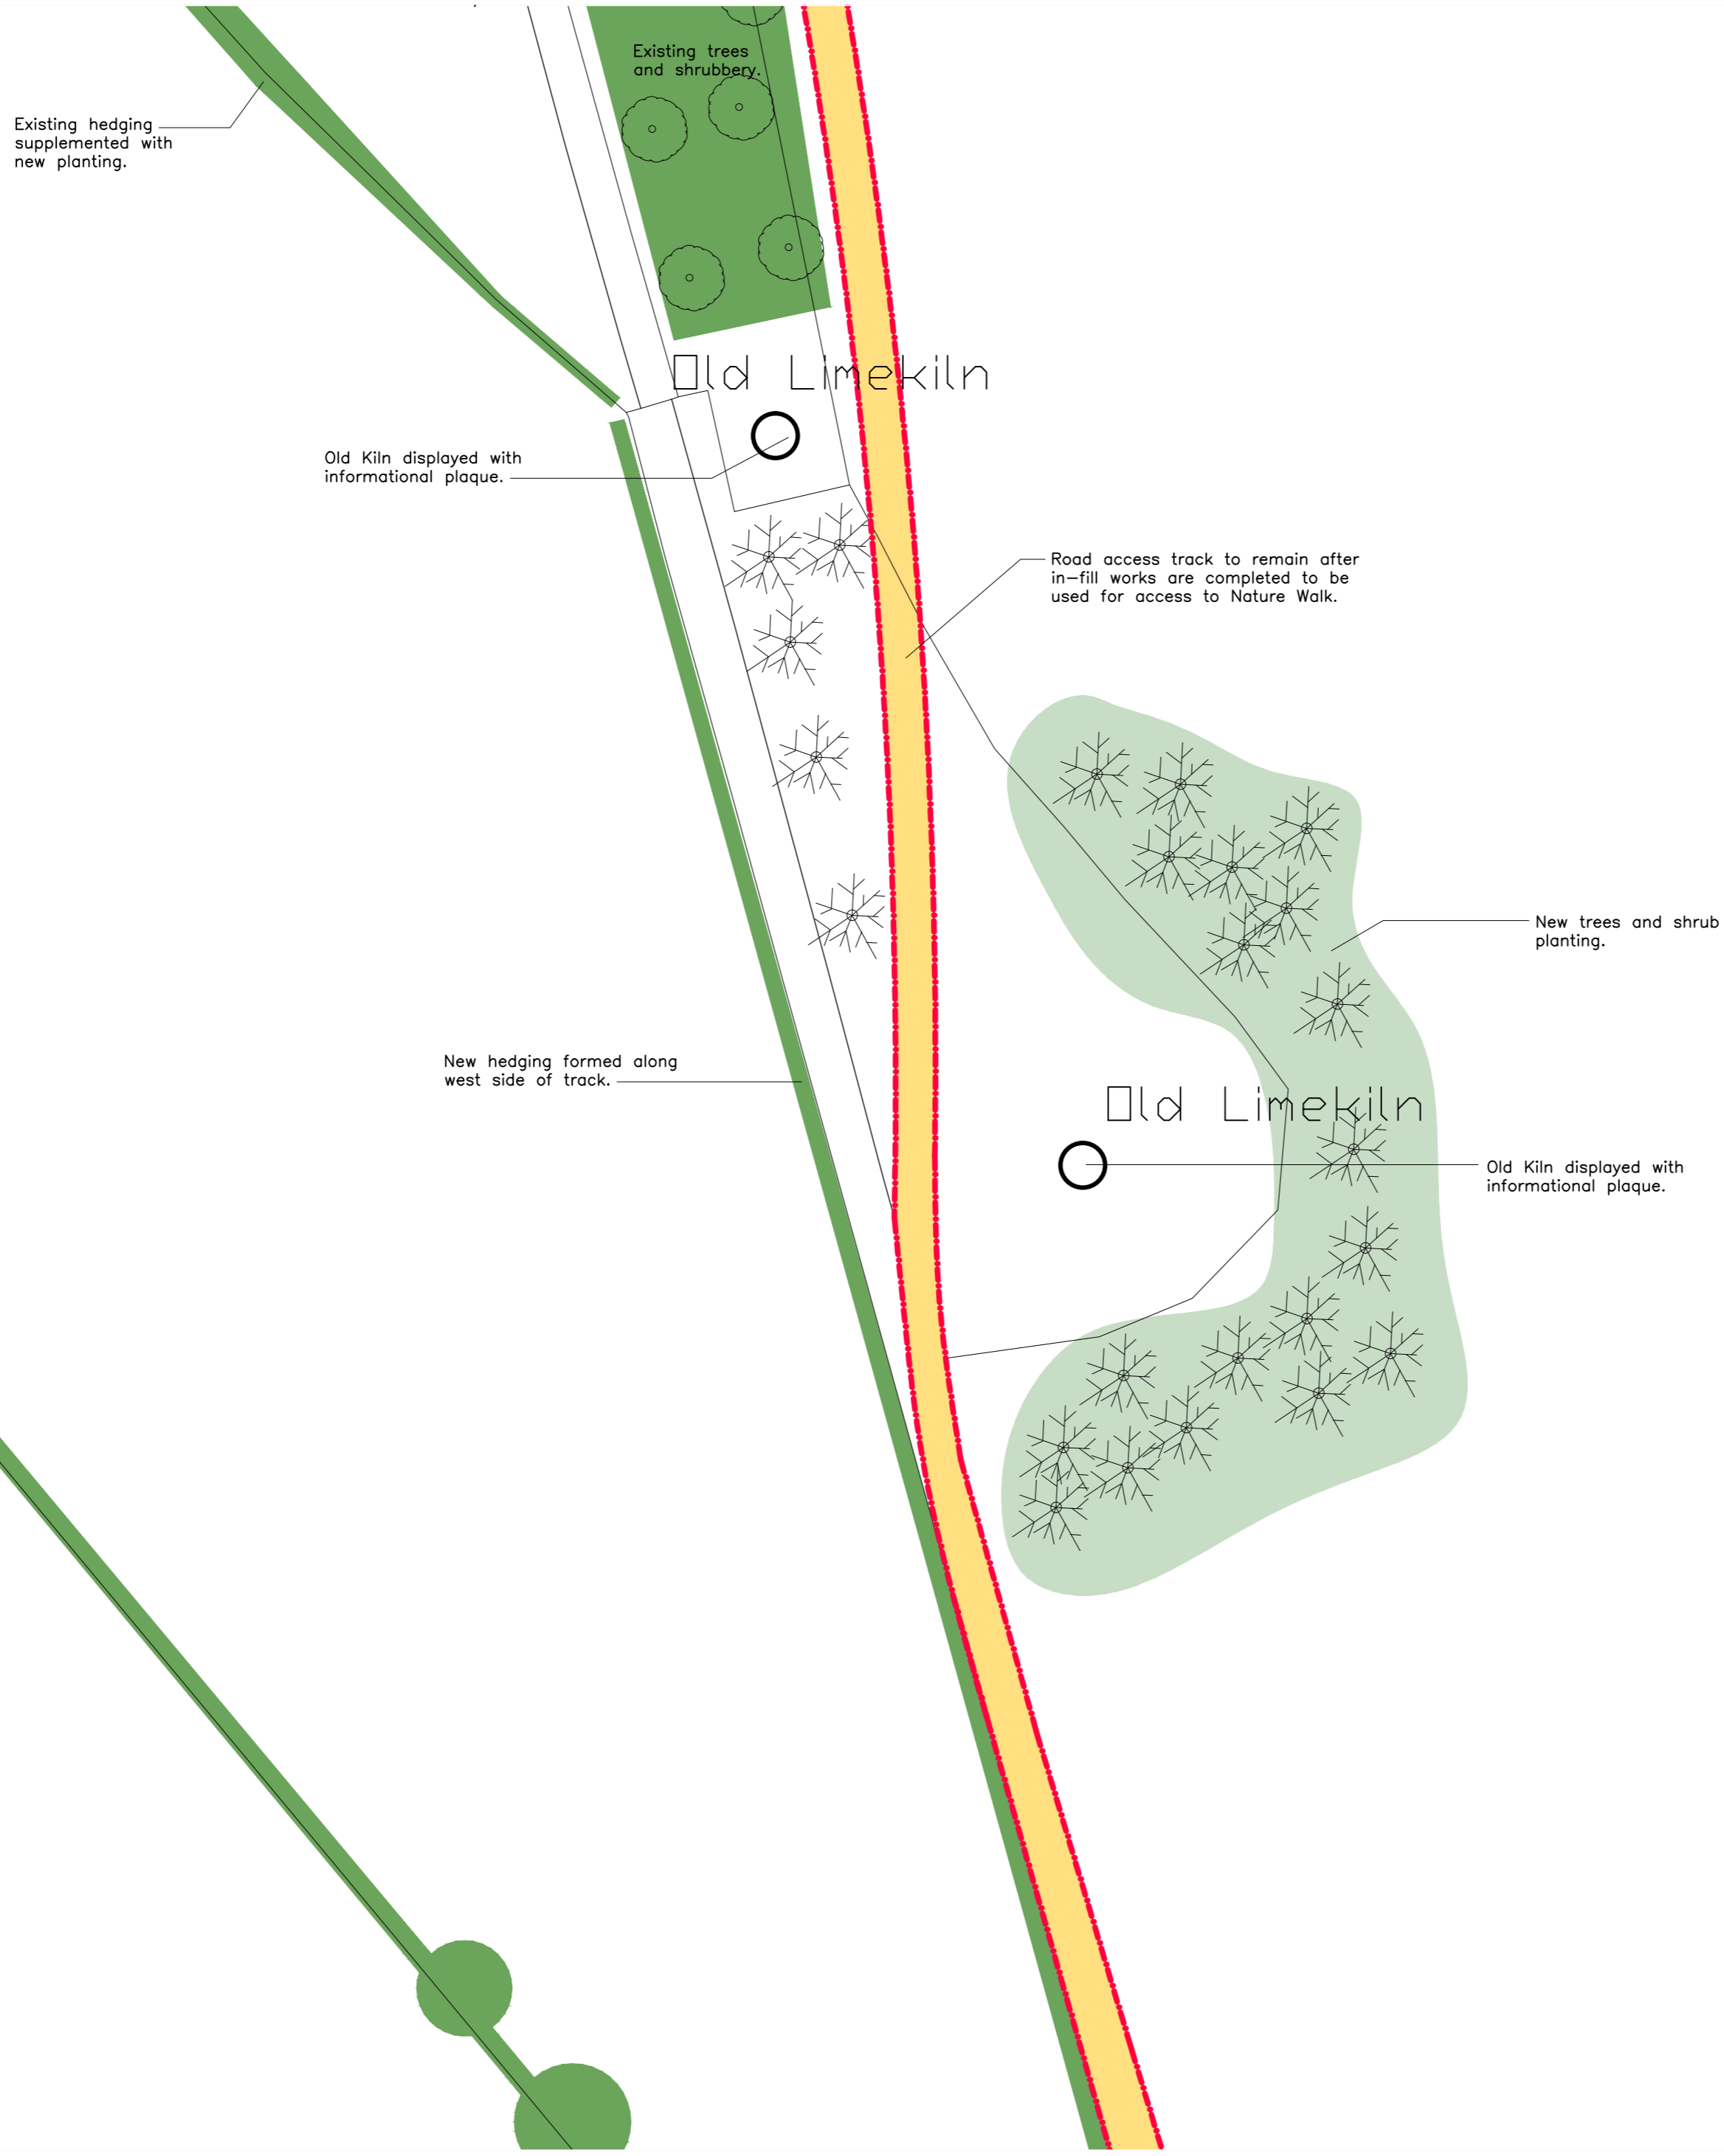 Existing trees
and shrubbery.
Existing hedging
supplemented with
new planting.
Old Limekiln
Old Kiln displayed with
informational plaque.
Road access track to remain after
in-fill works are completed to be
used for access to Nature Walk.
New trees and shrub
planting.
New hedging formed along
west side of track.
Old Limekiln
Old Kiln displayed with
informational plaque.